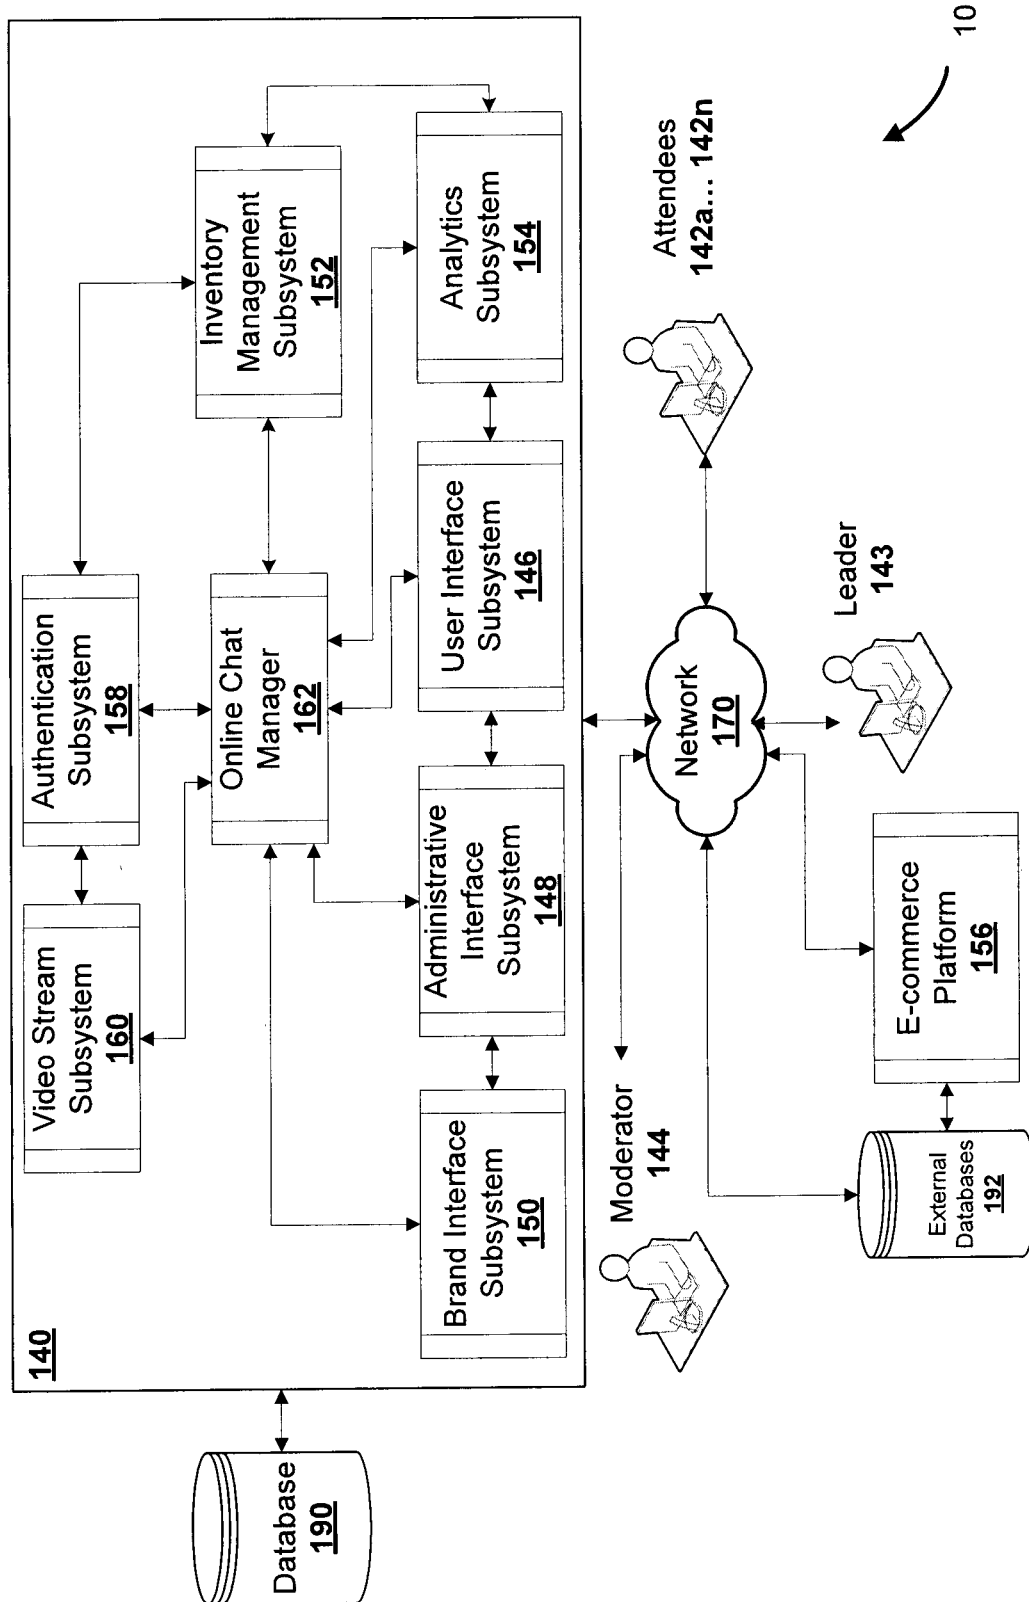 140
Video Stream
Subsystem
160
Authentication
Subsystem
158
Online Chat
Manager
162
Inventory
Management
Subsystem
152
Brand Interface
Subsystem
150
Administrative
Interface
Subsystem
148
User Interface
Subsystem
146
Analytics
Subsystem
154
Database
190
Moderator
144
Network
170
Attendees
142a... 142n
Leader
143
External
Databases
192
E-commerce
Platform
156
10